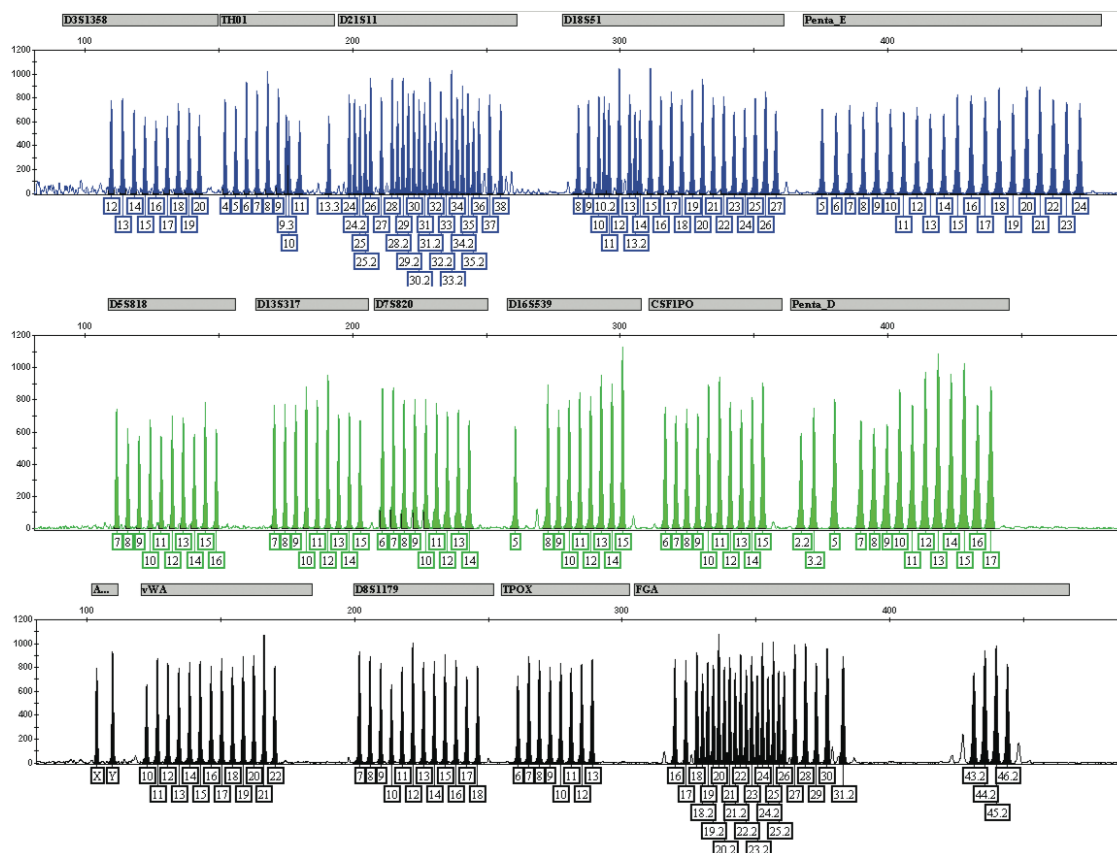 D3S1358 TH01 D21S11 D18S51 Penta_E
100 200 300 400
1200
1000
800
600
400
200
0
12 14 16 18 20 4 5 6 7 8 9 11 13.3 24 26 28 30 32 34 36 38 8 9 10.2 13 15 17 19 21 23 25 27 5 6 7 8 9 10 12 14 16 18 20 22 24
13 15 17 19 9.3 24.2 27 29 31 33 35 37 10 12 14 16 18 20 22 24 26 11 13 15 17 19 21 23
10 25 28.2 31.2 34.2 11 13.2
25.2 29.2 32.2 35.2
30.2 33.2
D5S818 D13S317 D7S820 D16S539 CSF1PO Penta_D
100 200 300 400
1200
1000
800
600
400
200
0
7 8 9 11 13 15 7 8 9 11 13 15 6 7 8 9 11 13 5 8 9 11 13 15 6 7 8 9 11 13 15 2.2 5 7 8 9 10 12 14 16
10 12 14 16 10 12 14 10 12 14 10 12 14 10 12 14 3.2 11 13 15 17
A... vWA D8S1179 TPOX FGA
100 200 300 400
1200
1000
800
600
400
200
0
X Y 10 12 14 16 18 20 22 7 8 9 11 13 15 17 6 7 8 9 11 13 16 18 20 22 24 26 28 30 43.2 46.2
11 13 15 17 19 21 10 12 14 16 18 10 12 17 19 21 23 25 27 29 31.2 44.2
18.2 21.2 24.2 45.2
19.2 22.2 25.2
20.2 23.2